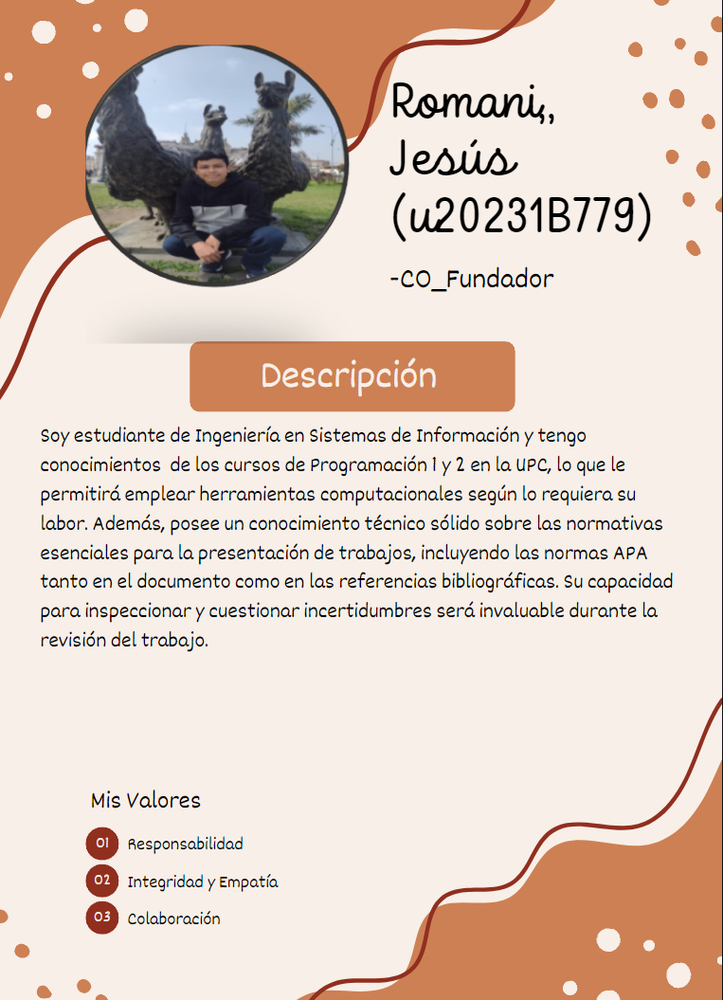 Romani,,
Jesús
(u20231B779)
-CO_Fundador
Descripción
Soy estudiante de Ingeniería en Sistemas de Información y tengo
conocimientos de los cursos de Programación 1 y 2 en la UPC, lo que le
permitirá emplear herramientas computacionales según lo requiera su
labor. Además, posee un conocimiento técnico sólido sobre las normativas
esenciales para la presentación de trabajos, incluyendo las normas APA
tanto en el documento como en las referencias bibliográficas. Su capacidad
para inspeccionar y cuestionar incertidumbres será invaluable durante la
revisión del trabajo.
Mis Valores
01 Responsabilidad
02 Integridad y Empatía
03 Colaboración